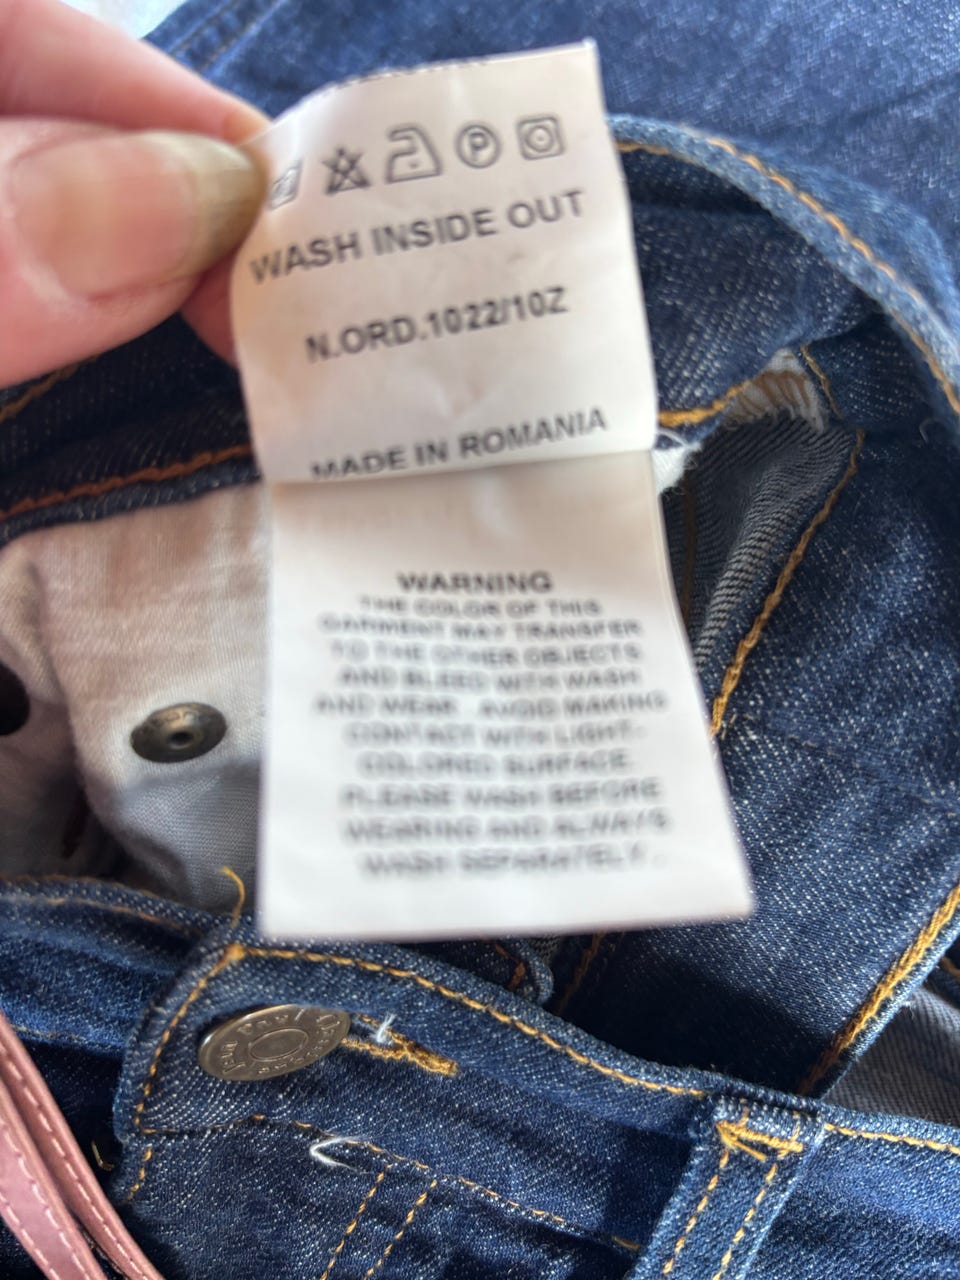 P
WASH INSIDE OUT
N.ORD.1022/10Z
MADE IN ROMANIA
WARNING
THE COLOR OF THIS
GARMENT MAY TRANSFER
TO THE OTHER OBJECTS
AND BLEED WITH WASH
AND WEAR. AVOID MAKING
CONTACT WITH LIGHT-
COLORED SURFACE.
PLEASE WASH BEFORE
WEARING AND ALWAYS
WASH SEPARATELY.